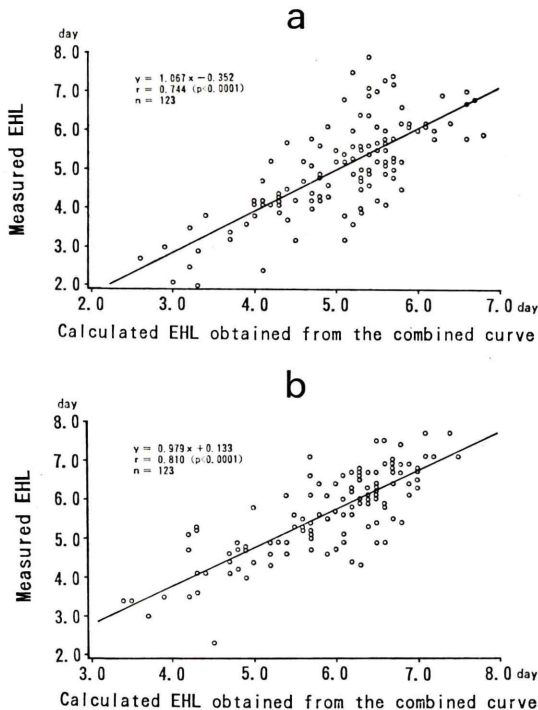 a
day
8.0
y = 1.067x - 0.352
r = 0.744 (p<0.0001)
n = 123
7.0
6.0
Measured EHL
5.0
4.0
3.0
2.0
2.0 3.0 4.0 5.0 6.0 7.0 day
Calculated EHL obtained from the combined curve
b
day
8.0
y = 0.979x + 0.133
r = 0.810 (p<0.0001)
n = 123
7.0
6.0
Measured EHL
5.0
4.0
3.0
2.0
3.0 4.0 5.0 6.0 7.0 8.0 day
Calculated EHL obtained from the combined curve